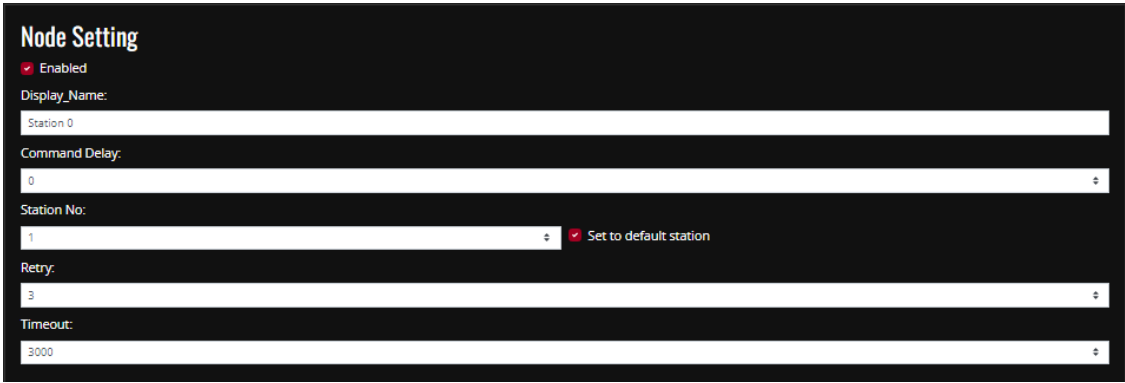 Node Setting
Enabled
Display_Name:
Station 0
Command Delay:
0
Station No:
1
Set to default station
Retry:
3
Timeout:
3000